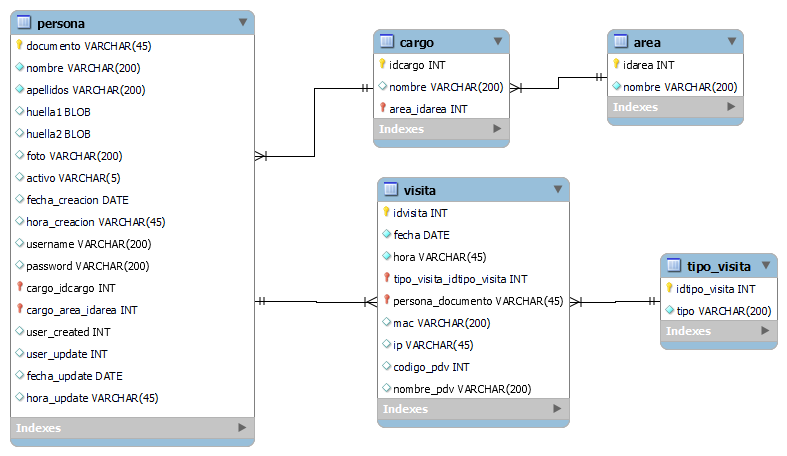 persona
documento VARCHAR(45)
nombre VARCHAR(200)
apellidos VARCHAR(200)
huella1 BLOB
huella2 BLOB
foto VARCHAR(200)
activo VARCHAR(5)
fecha_creacion DATE
hora_creacion VARCHAR(45)
username VARCHAR(200)
password VARCHAR(200)
cargo_idcargo INT
cargo_area_idarea INT
user_created INT
user_update INT
fecha_update DATE
hora_update VARCHAR(45)
Indexes
cargo
idcargo INT
nombre VARCHAR(200)
area_idarea INT
Indexes
area
idarea INT
nombre VARCHAR(200)
Indexes
visita
idvisita INT
fecha DATE
hora VARCHAR(45)
tipo_visita_idtipo_visita INT
persona_documento VARCHAR(45)
mac VARCHAR(200)
ip VARCHAR(45)
codigo_pdv INT
nombre_pdv VARCHAR(200)
Indexes
tipo_visita
idtipo_visita INT
tipo VARCHAR(200)
Indexes